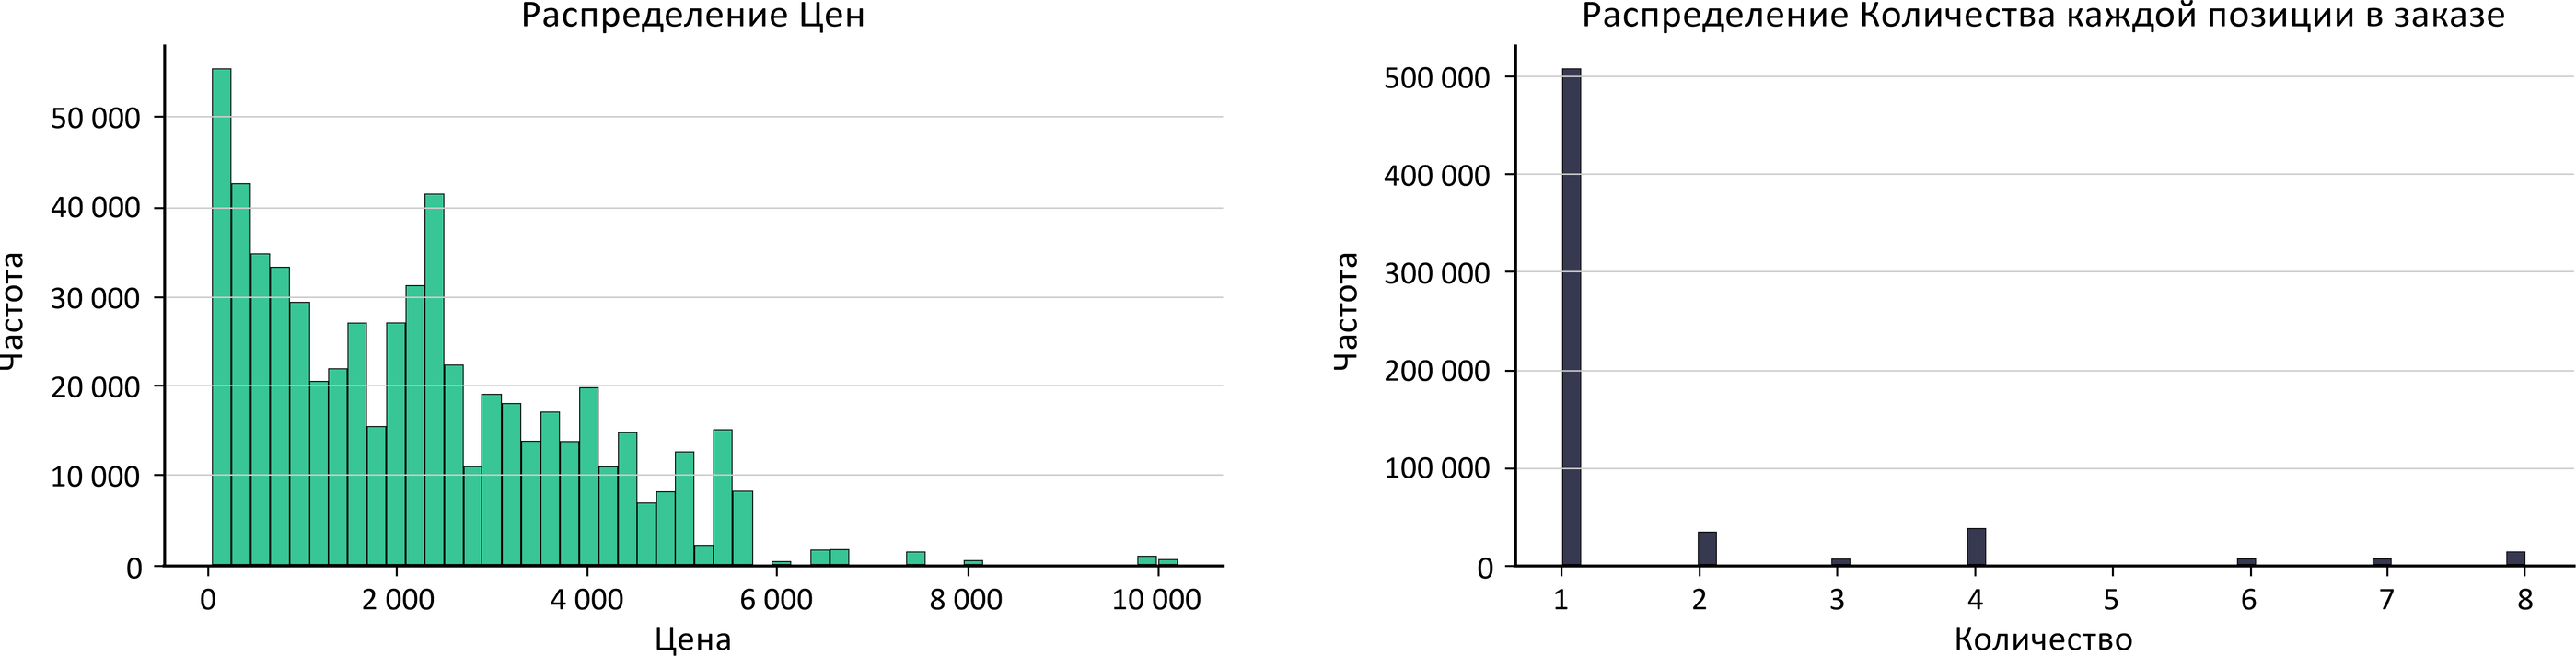 Распределение Цен
Частота
50 000
40 000
30 000
20 000
10 000
0
0 2 000 4 000 6 000 8 000 10 000
Цена
Распределение Количества каждой позиции в заказе
Частота
500 000
400 000
300 000
200 000
100 000
0
1 2 3 4 5 6 7 8
Количество